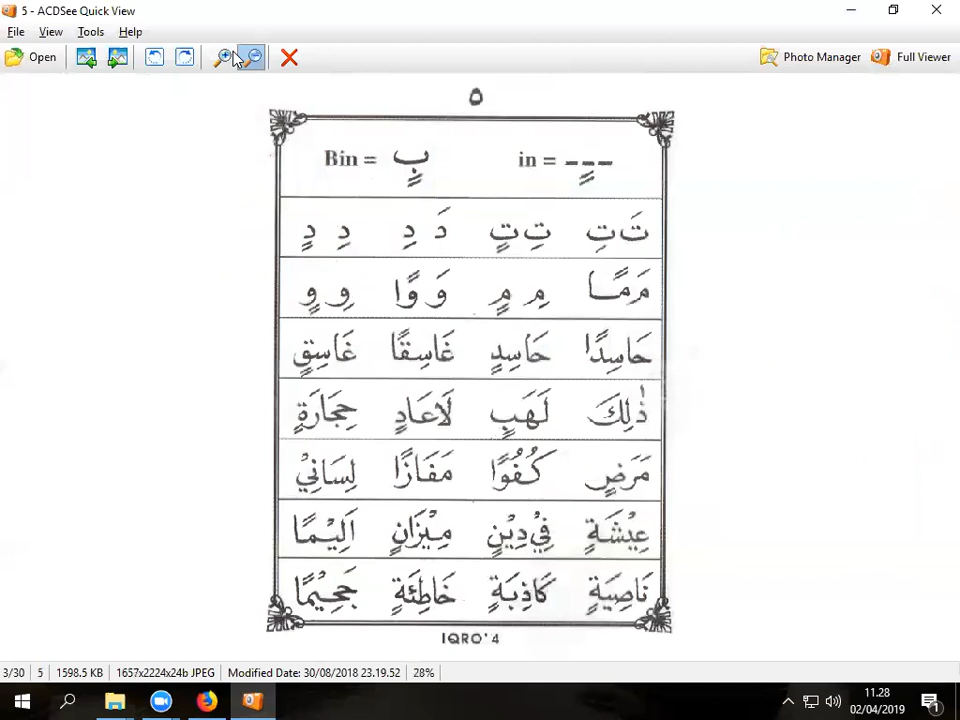 5 - ACDSee Quick View
File View Tools Help
Open Photo Manager Full Viewer
٥
Bin = بٍ in = ---ٍ
تَ تِ تِ تٍ دَ دِ دِ دٍ
مَ مًا مِ مٍ وَ وًا وِ وٍ
حَاسِدًا حَاسِدٍ غَاسِقًا غَاسِقٍ
ذٰلِكَ لَهَبٍ لَاعَادٍ حِجَارَةٍ
مَرَضٍ كُفُوًا مَفَازًا لِسَانِيْ
عِيْشَةٍ فِيْ دِيْنٍ مِيْزَانٍ اَلِيْمًا
نَاصِيَةٍ كَاذِبَةٍ خَاطِئَةٍ جَحِيْمًا
IQRO' 4
3/30 5 1598.5 KB 1657x2224x24b JPEG Modified Date: 30/08/2018 23.19.52 28%
11.28
02/04/2019
1